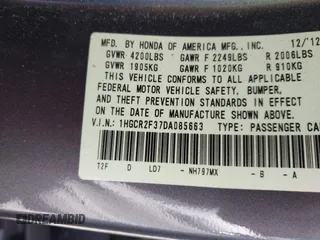 MFD. BY HONDA OF AMERICA MFG., INC. 12/12
GVWR 4200LBS GAWR F 2249LBS R 2006LBS
GVWR 1905KG GAWR F 1020KG R 910KG
THIS VEHICLE CONFORMS TO ALL APPLICABLE
FEDERAL MOTOR VEHICLE SAFETY, BUMPER,
AND THEFT PREVENTION STANDARDS IN EFFECT
ON THE DATE OF MANUFACTURE SHOWN ABOVE.
V.I.N.: 1HGCR2F37DA085663 TYPE: PASSENGER CA
T2F D LD7 - NH797MX - B - A
DREAMBID